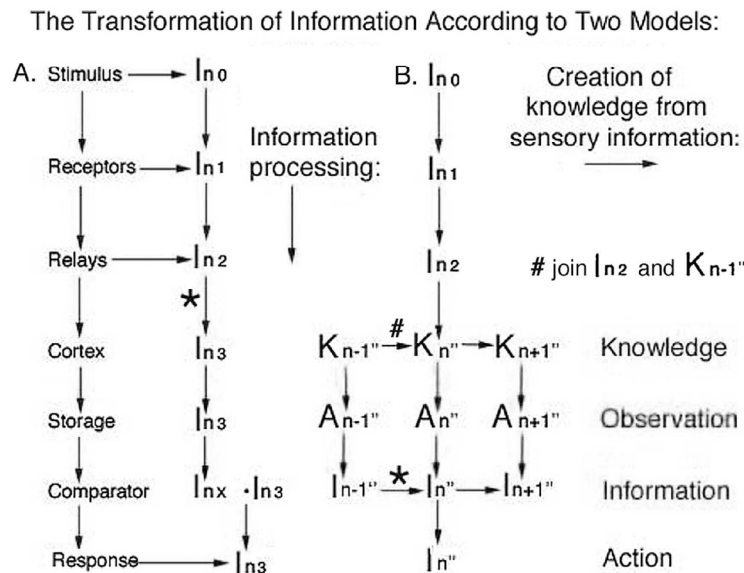 The Transformation of Information According to Two Models:
A. Stimulus In0 B. In0 Creation of
knowledge from
Information sensory information:
Receptors In1 processing: In1
Relays In2 In2 # join In2 and Kn-1"
*
#
Cortex In3 Kn-1" Kn" Kn+1" Knowledge
Storage In3 An-1" An" An+1" Observation
*
Comparator Inx ·In3 In-1" In" In+1" Information
Response In3 In" Action